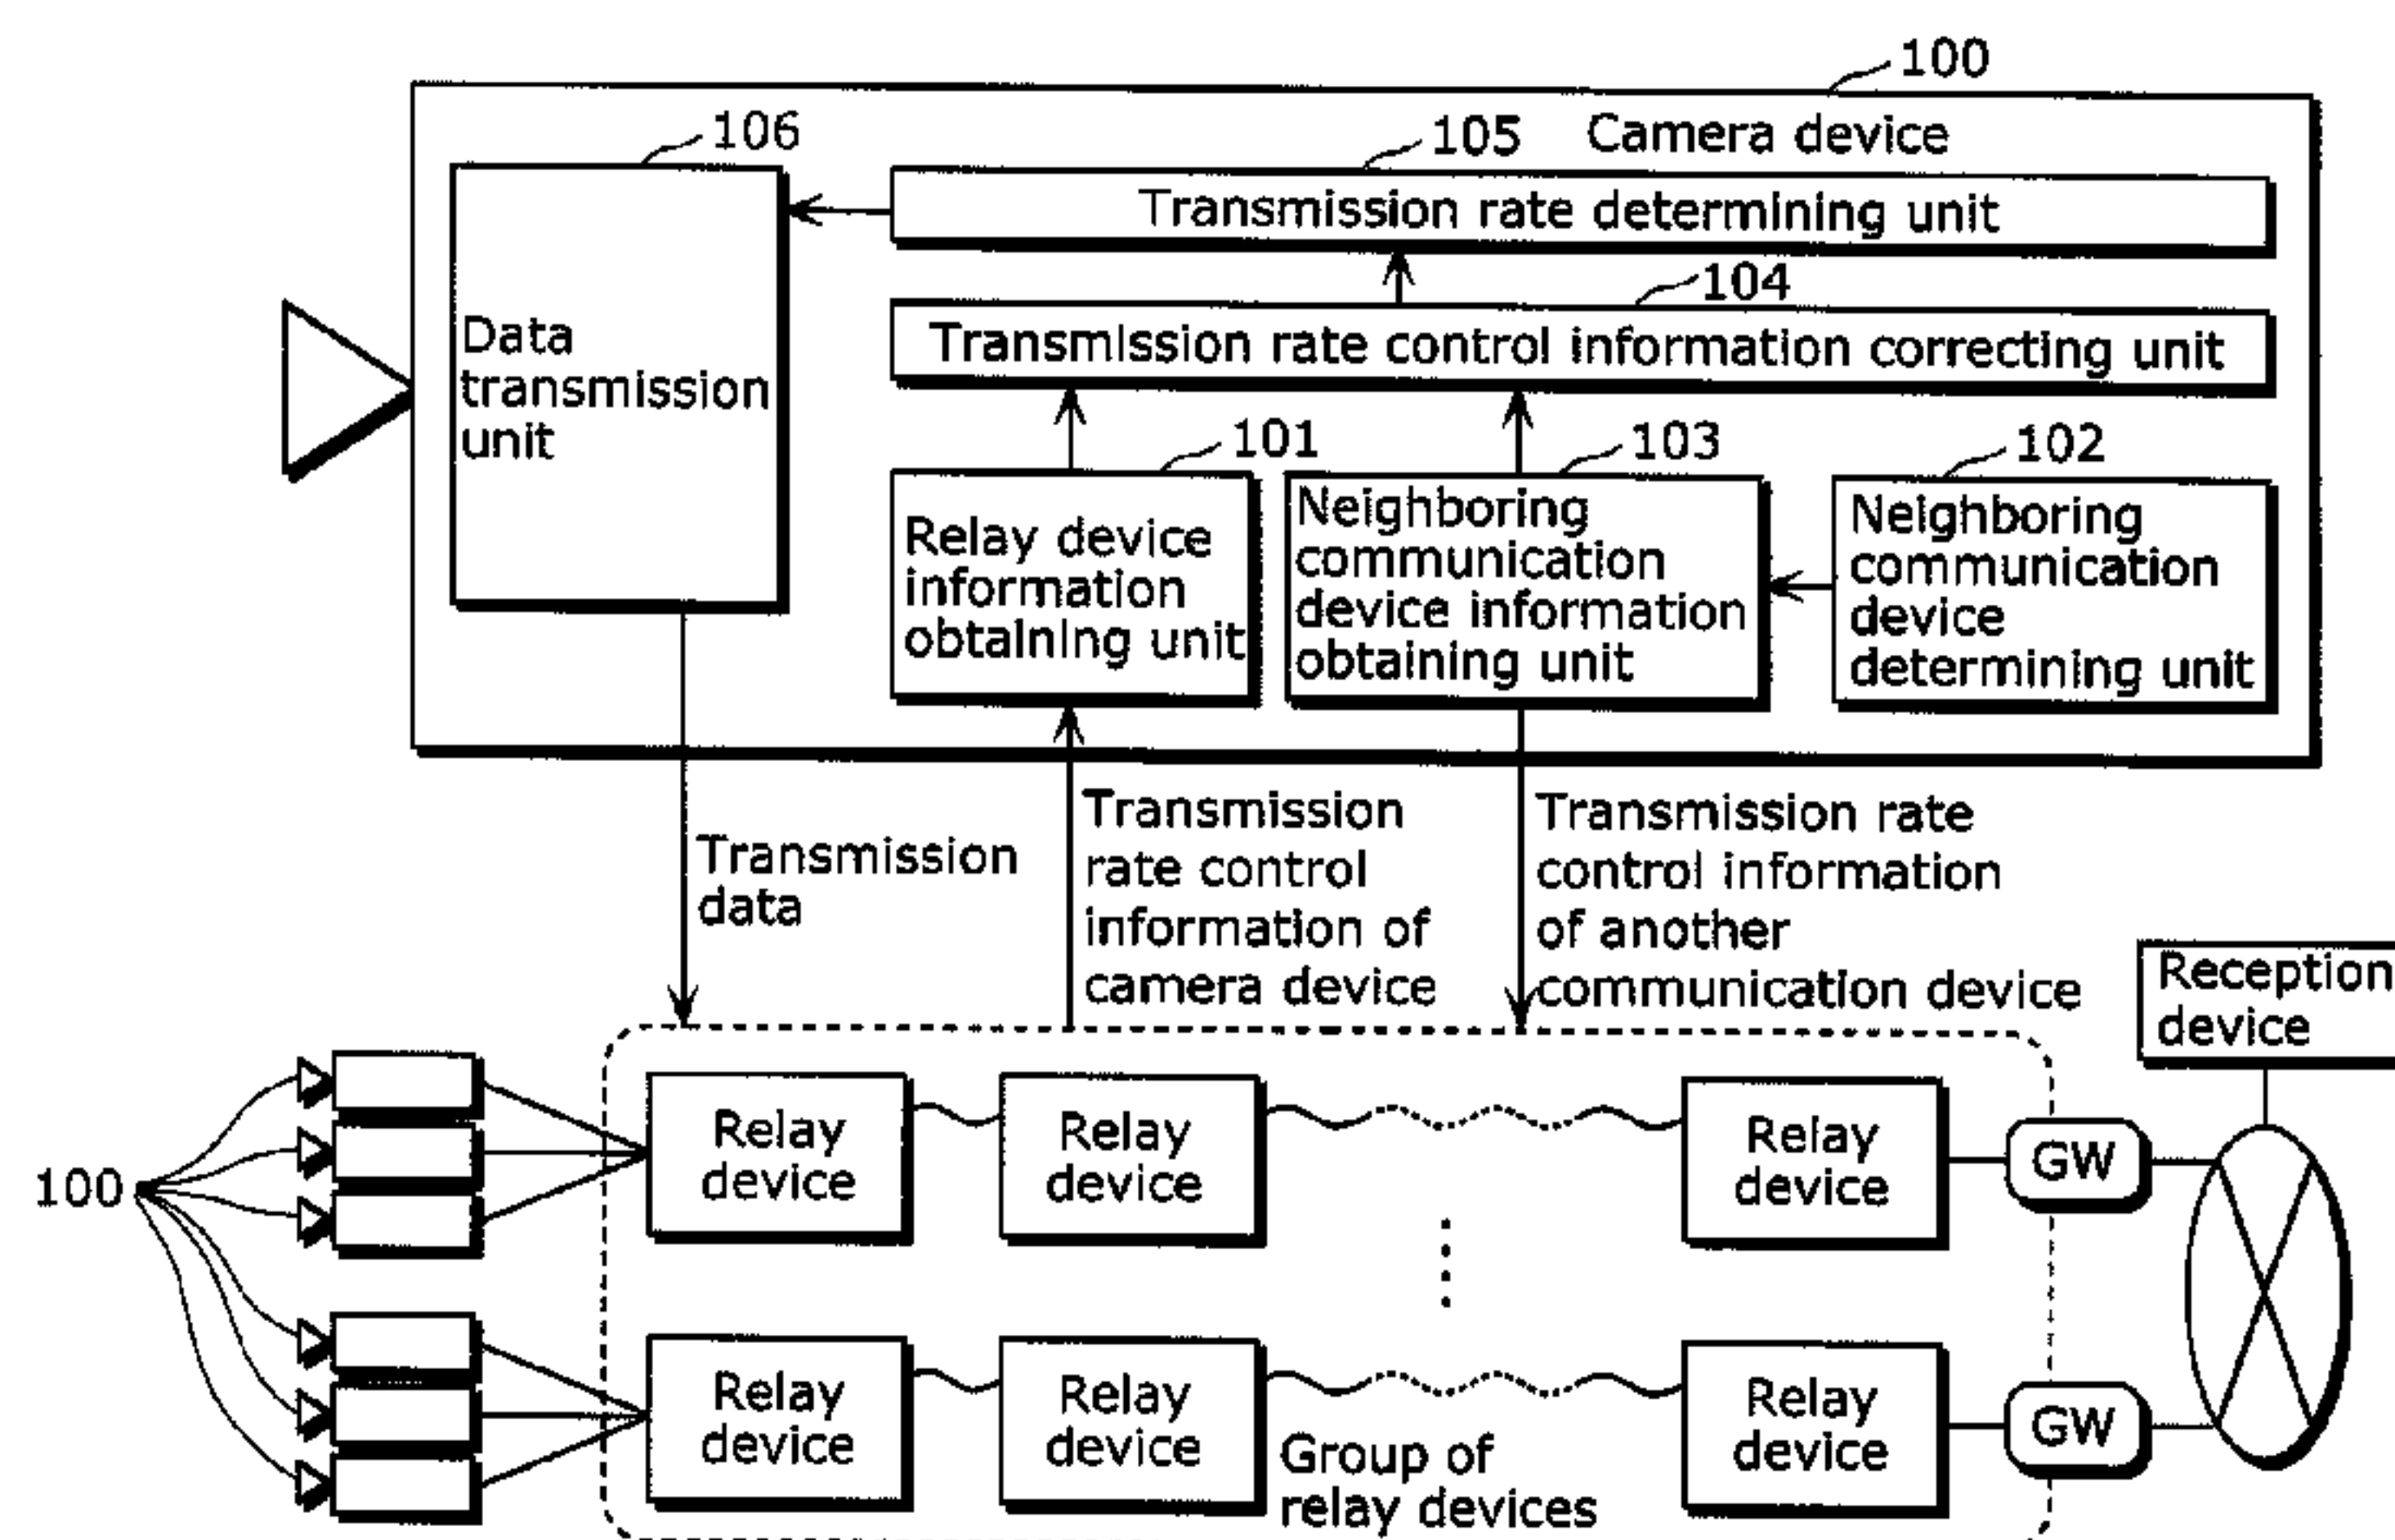 100
Camera device
106
105
Transmission rate determining unit
104
Data
transmission
unit
Transmission rate control information correcting unit
101
103
102
Relay device
information
obtaining unit
Neighboring
communication
device information
obtaining unit
Neighboring
communication
device
determining unit
Transmission
data
Transmission
rate control
information of
camera device
Transmission rate
control information
of another
communication device
Reception
device
100
Relay
device
Relay
device
Relay
device
GW
Relay
device
Relay
device
Relay
device
GW
Group of
relay devices